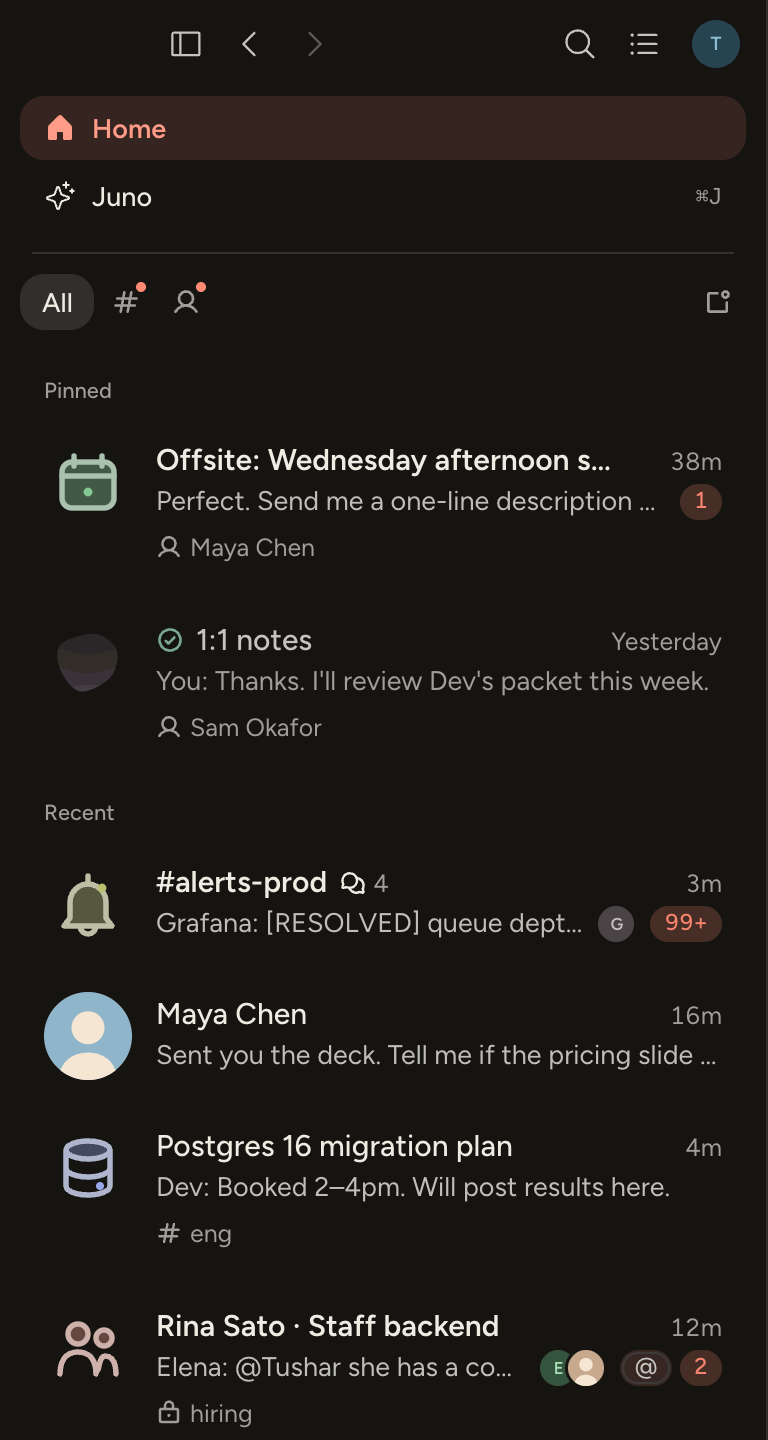 T
Home
Juno ⌘J
All
Pinned
Offsite: Wednesday afternoon s... 38m
Perfect. Send me a one-line description ... 1
Maya Chen
1:1 notes Yesterday
You: Thanks. I'll review Dev's packet this week.
Sam Okafor
Recent
#alerts-prod 4 3m
Grafana: [RESOLVED] queue dept... G 99+
Maya Chen 16m
Sent you the deck. Tell me if the pricing slide ...
Postgres 16 migration plan 4m
Dev: Booked 2–4pm. Will post results here.
# eng
Rina Sato · Staff backend 12m
Elena: @Tushar she has a co... E @ 2
hiring